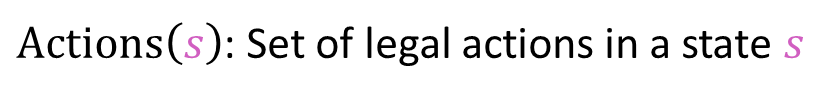 Actions(s): Set of legal actions in a state s